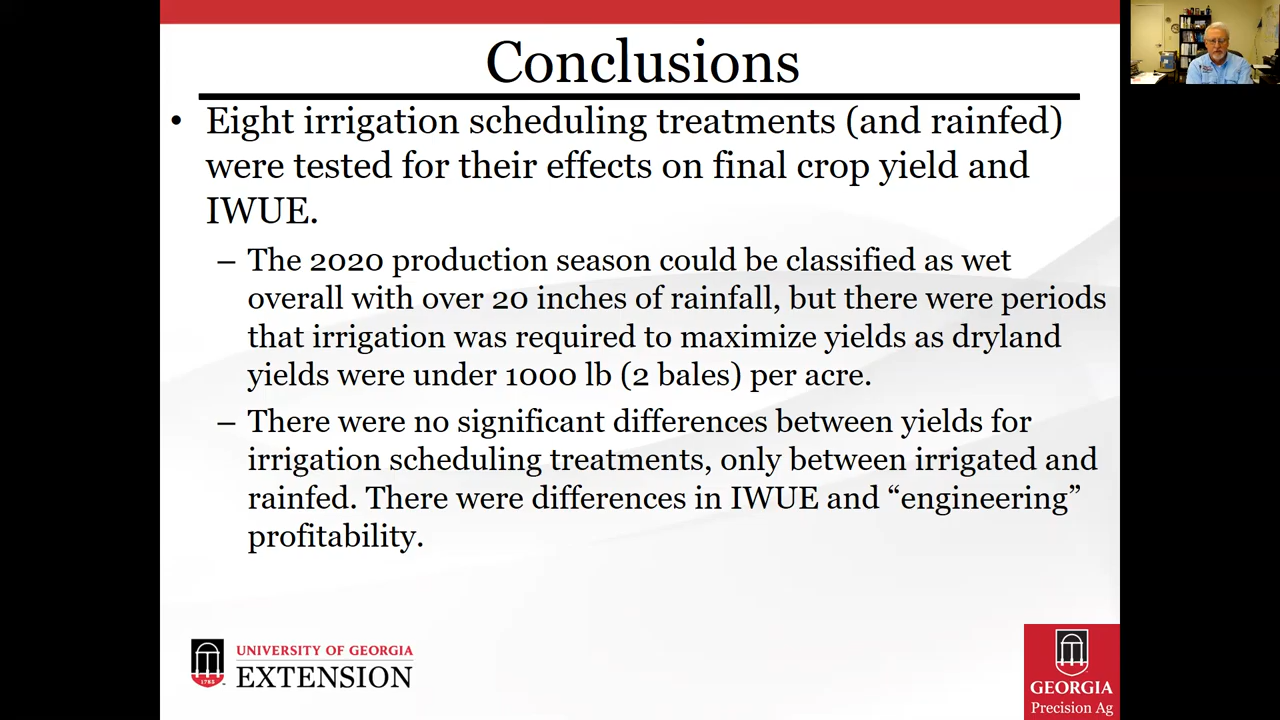 Conclusions
• Eight irrigation scheduling treatments (and rainfed)
were tested for their effects on final crop yield and
IWUE.
– The 2020 production season could be classified as wet
overall with over 20 inches of rainfall, but there were periods
that irrigation was required to maximize yields as dryland
yields were under 1000 lb (2 bales) per acre.
– There were no significant differences between yields for
irrigation scheduling treatments, only between irrigated and
rainfed. There were differences in IWUE and “engineering”
profitability.
1785
UNIVERSITY OF GEORGIA
EXTENSION
GEORGIA
Precision Ag